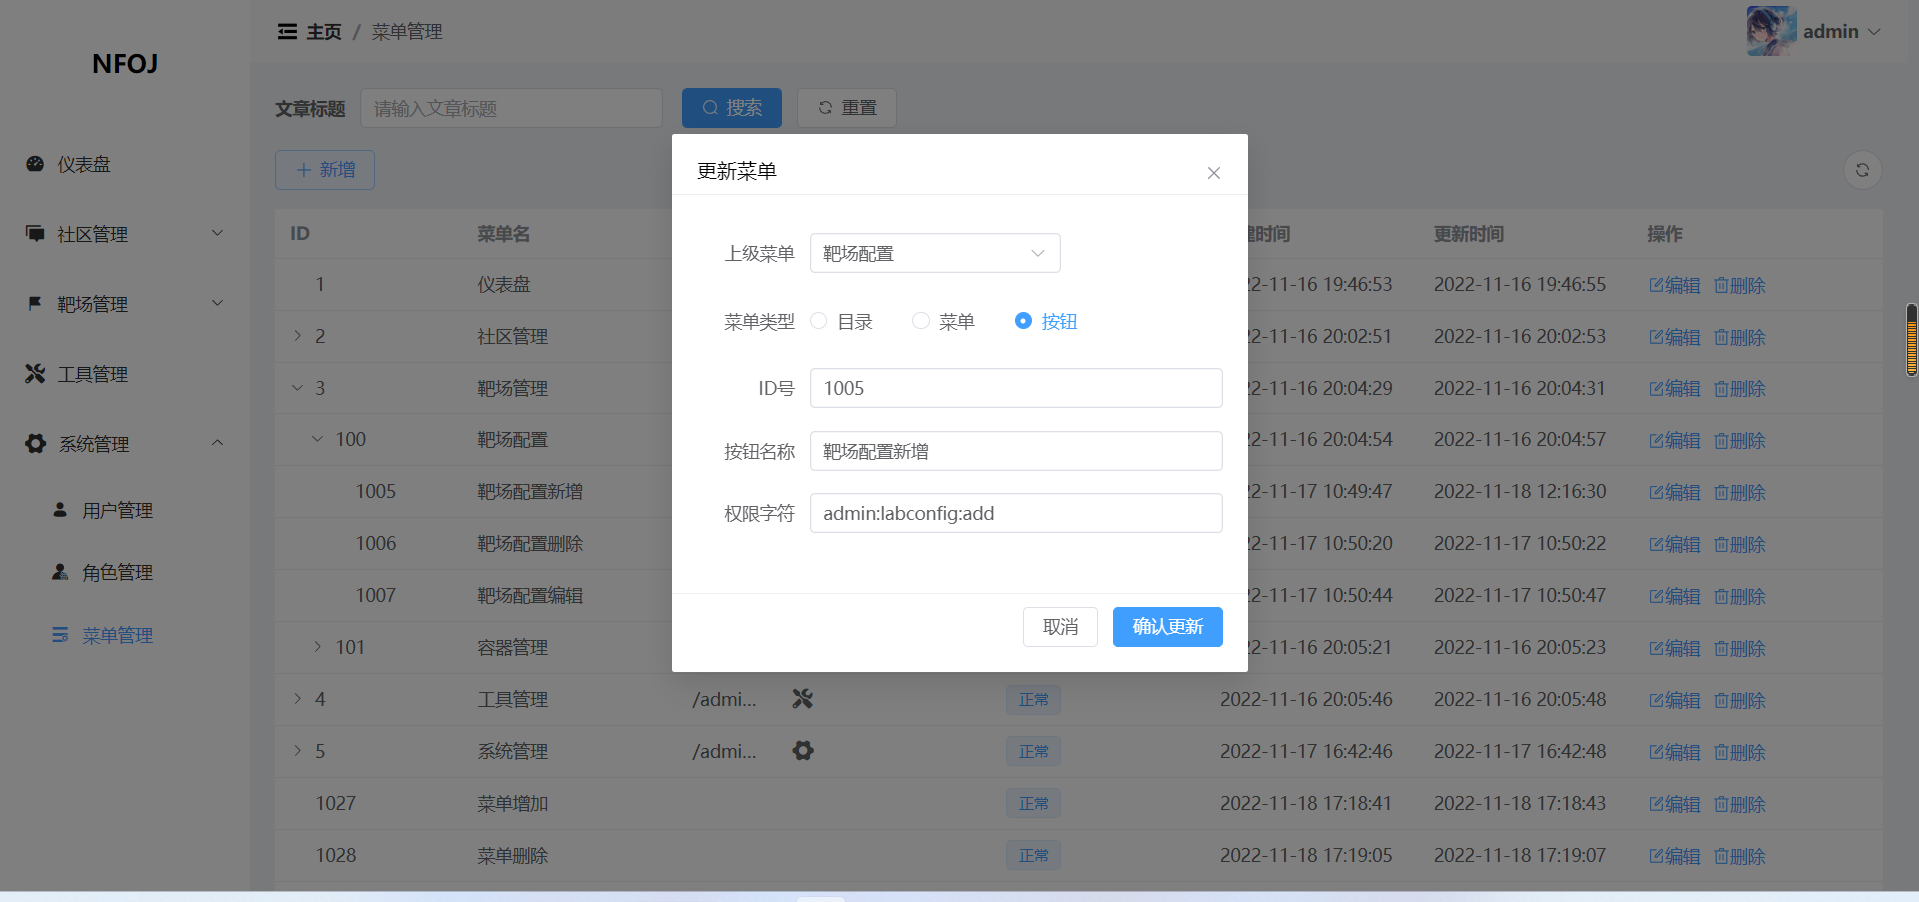 NFOJ
主页 / 菜单管理
admin
仪表盘
社区管理
靶场管理
工具管理
系统管理
用户管理
角色管理
菜单管理
文章标题 请输入文章标题 搜索 重置
新增
ID 菜单名 建时间 更新时间 操作
1 仪表盘 2-11-16 19:46:53 2022-11-16 19:46:55 编辑 删除
2 社区管理 2-11-16 20:02:51 2022-11-16 20:02:53 编辑 删除
3 靶场管理 2-11-16 20:04:29 2022-11-16 20:04:31 编辑 删除
100 靶场配置 2-11-16 20:04:54 2022-11-16 20:04:57 编辑 删除
1005 靶场配置新增 2-11-17 10:49:47 2022-11-18 12:16:30 编辑 删除
1006 靶场配置删除 2-11-17 10:50:20 2022-11-17 10:50:22 编辑 删除
1007 靶场配置编辑 2-11-17 10:50:44 2022-11-17 10:50:47 编辑 删除
101 容器管理 2-11-16 20:05:21 2022-11-16 20:05:23 编辑 删除
4 工具管理 /admi... 正常 2022-11-16 20:05:46 2022-11-16 20:05:48 编辑 删除
5 系统管理 /admi... 正常 2022-11-17 16:42:46 2022-11-17 16:42:48 编辑 删除
1027 菜单增加 正常 2022-11-18 17:18:41 2022-11-18 17:18:43 编辑 删除
1028 菜单删除 正常 2022-11-18 17:19:05 2022-11-18 17:19:07 编辑 删除
更新菜单
上级菜单 靶场配置
菜单类型 目录 菜单 按钮
ID号 1005
按钮名称 靶场配置新增
权限字符 admin:labconfig:add
取消 确认更新